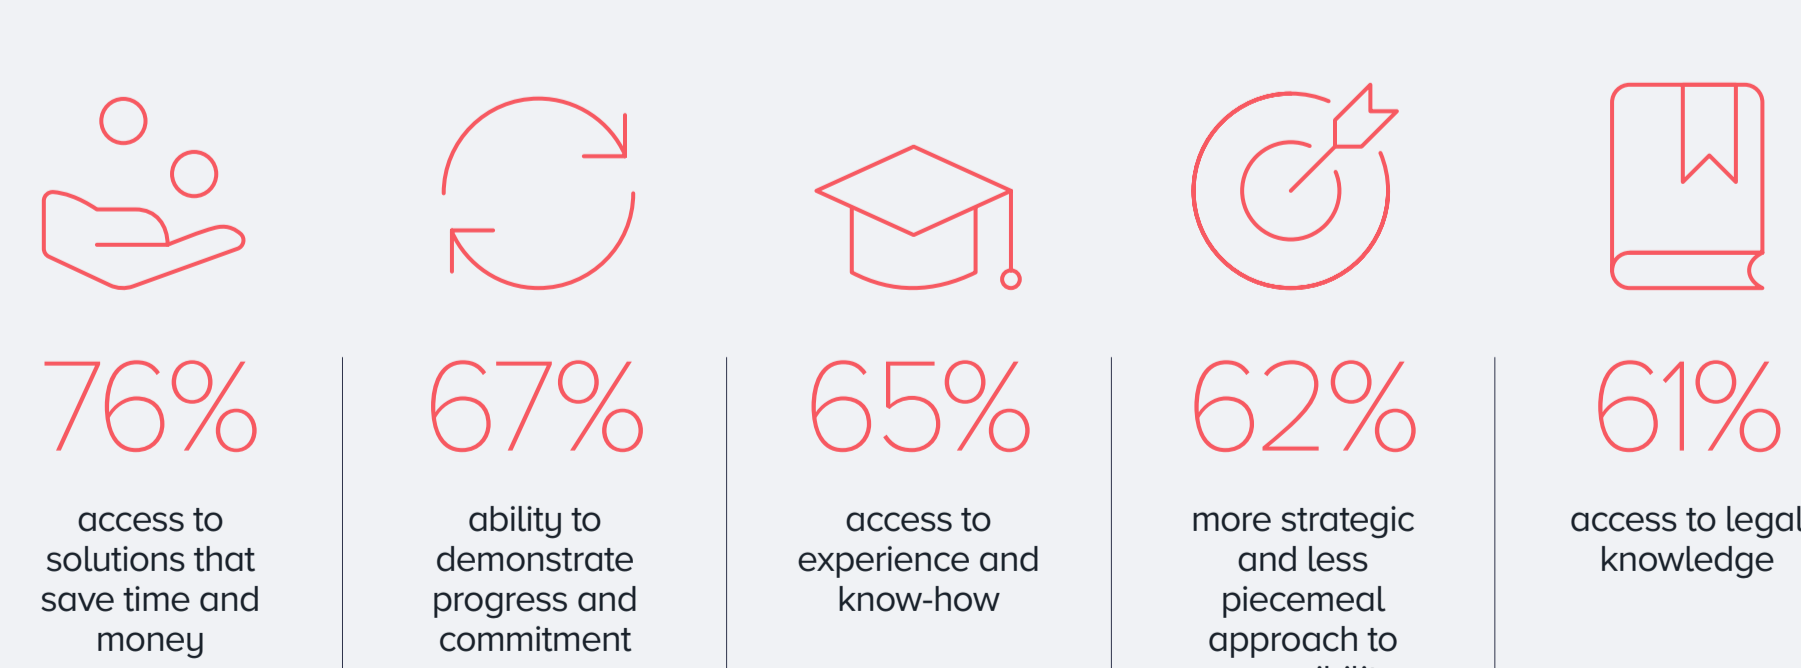 76%
access to
solutions that
save time and
money
67%
ability to
demonstrate
progress and
commitment
65%
access to
experience and
know-how
62%
more strategic
and less
piecemeal
approach to
61%
access to legal
knowledge